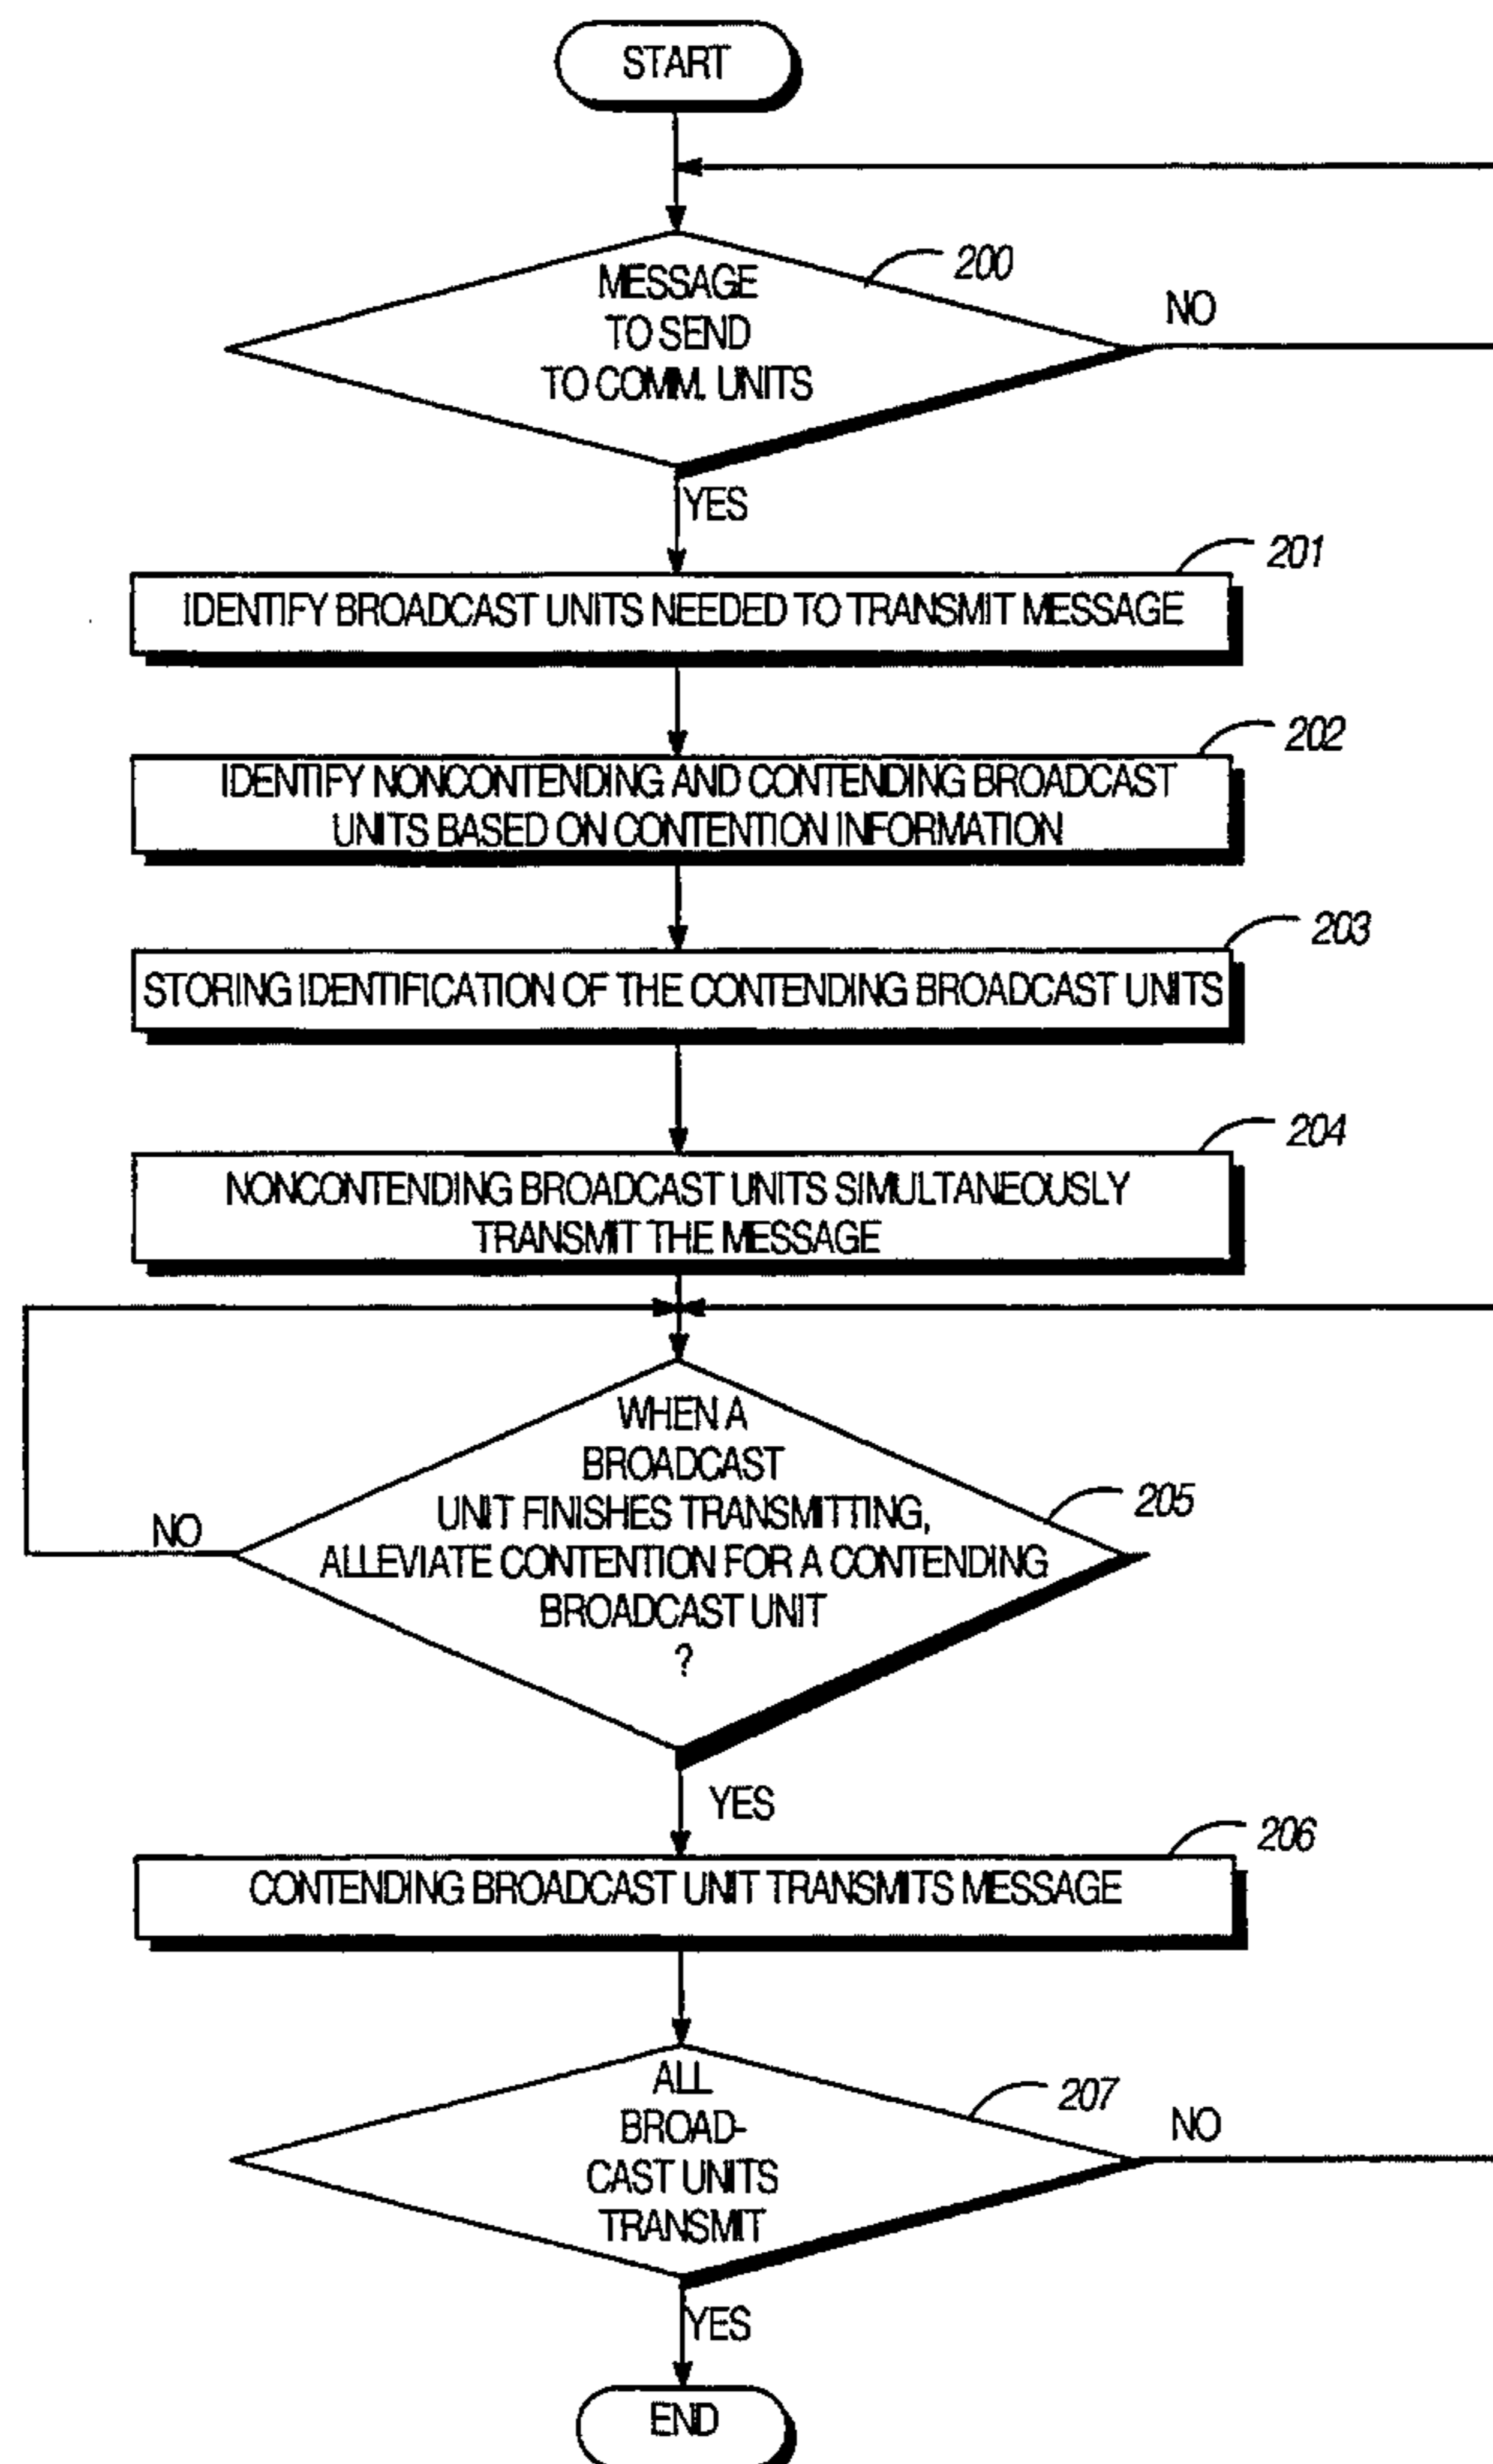 START
200
MESSAGE
TO SEND
TO COMM. UNITS
NO
YES
201
IDENTIFY BROADCAST UNITS NEEDED TO TRANSMIT MESSAGE
202
IDENTIFY NONCONTENDING AND CONTENDING BROADCAST
UNITS BASED ON CONTENTION INFORMATION
203
STORING IDENTIFICATION OF THE CONTENDING BROADCAST UNITS
204
NONCONTENDING BROADCAST UNITS SIMULTANEOUSLY
TRANSMIT THE MESSAGE
WHEN A
BROADCAST
UNIT FINISHES TRANSMITTING,
ALLEVIATE CONTENTION FOR A CONTENDING
BROADCAST UNIT
?
205
NO
YES
206
CONTENDING BROADCAST UNIT TRANSMITS MESSAGE
ALL
BROAD-
CAST UNITS
TRANSMIT
207
NO
YES
END